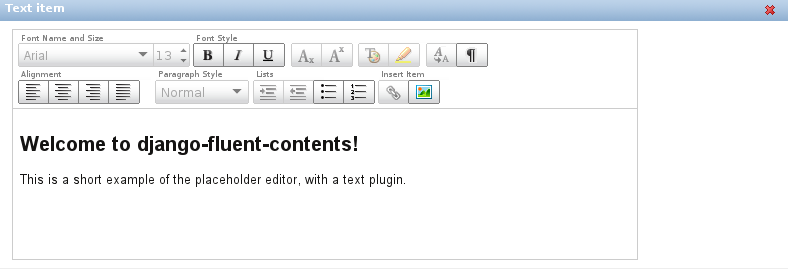 Text item
Font Name and Size
Font Style
Arial
13
B I U
Alignment
Paragraph Style
Lists
Insert Item
Normal
Welcome to django-fluent-contents!
This is a short example of the placeholder editor, with a text plugin.